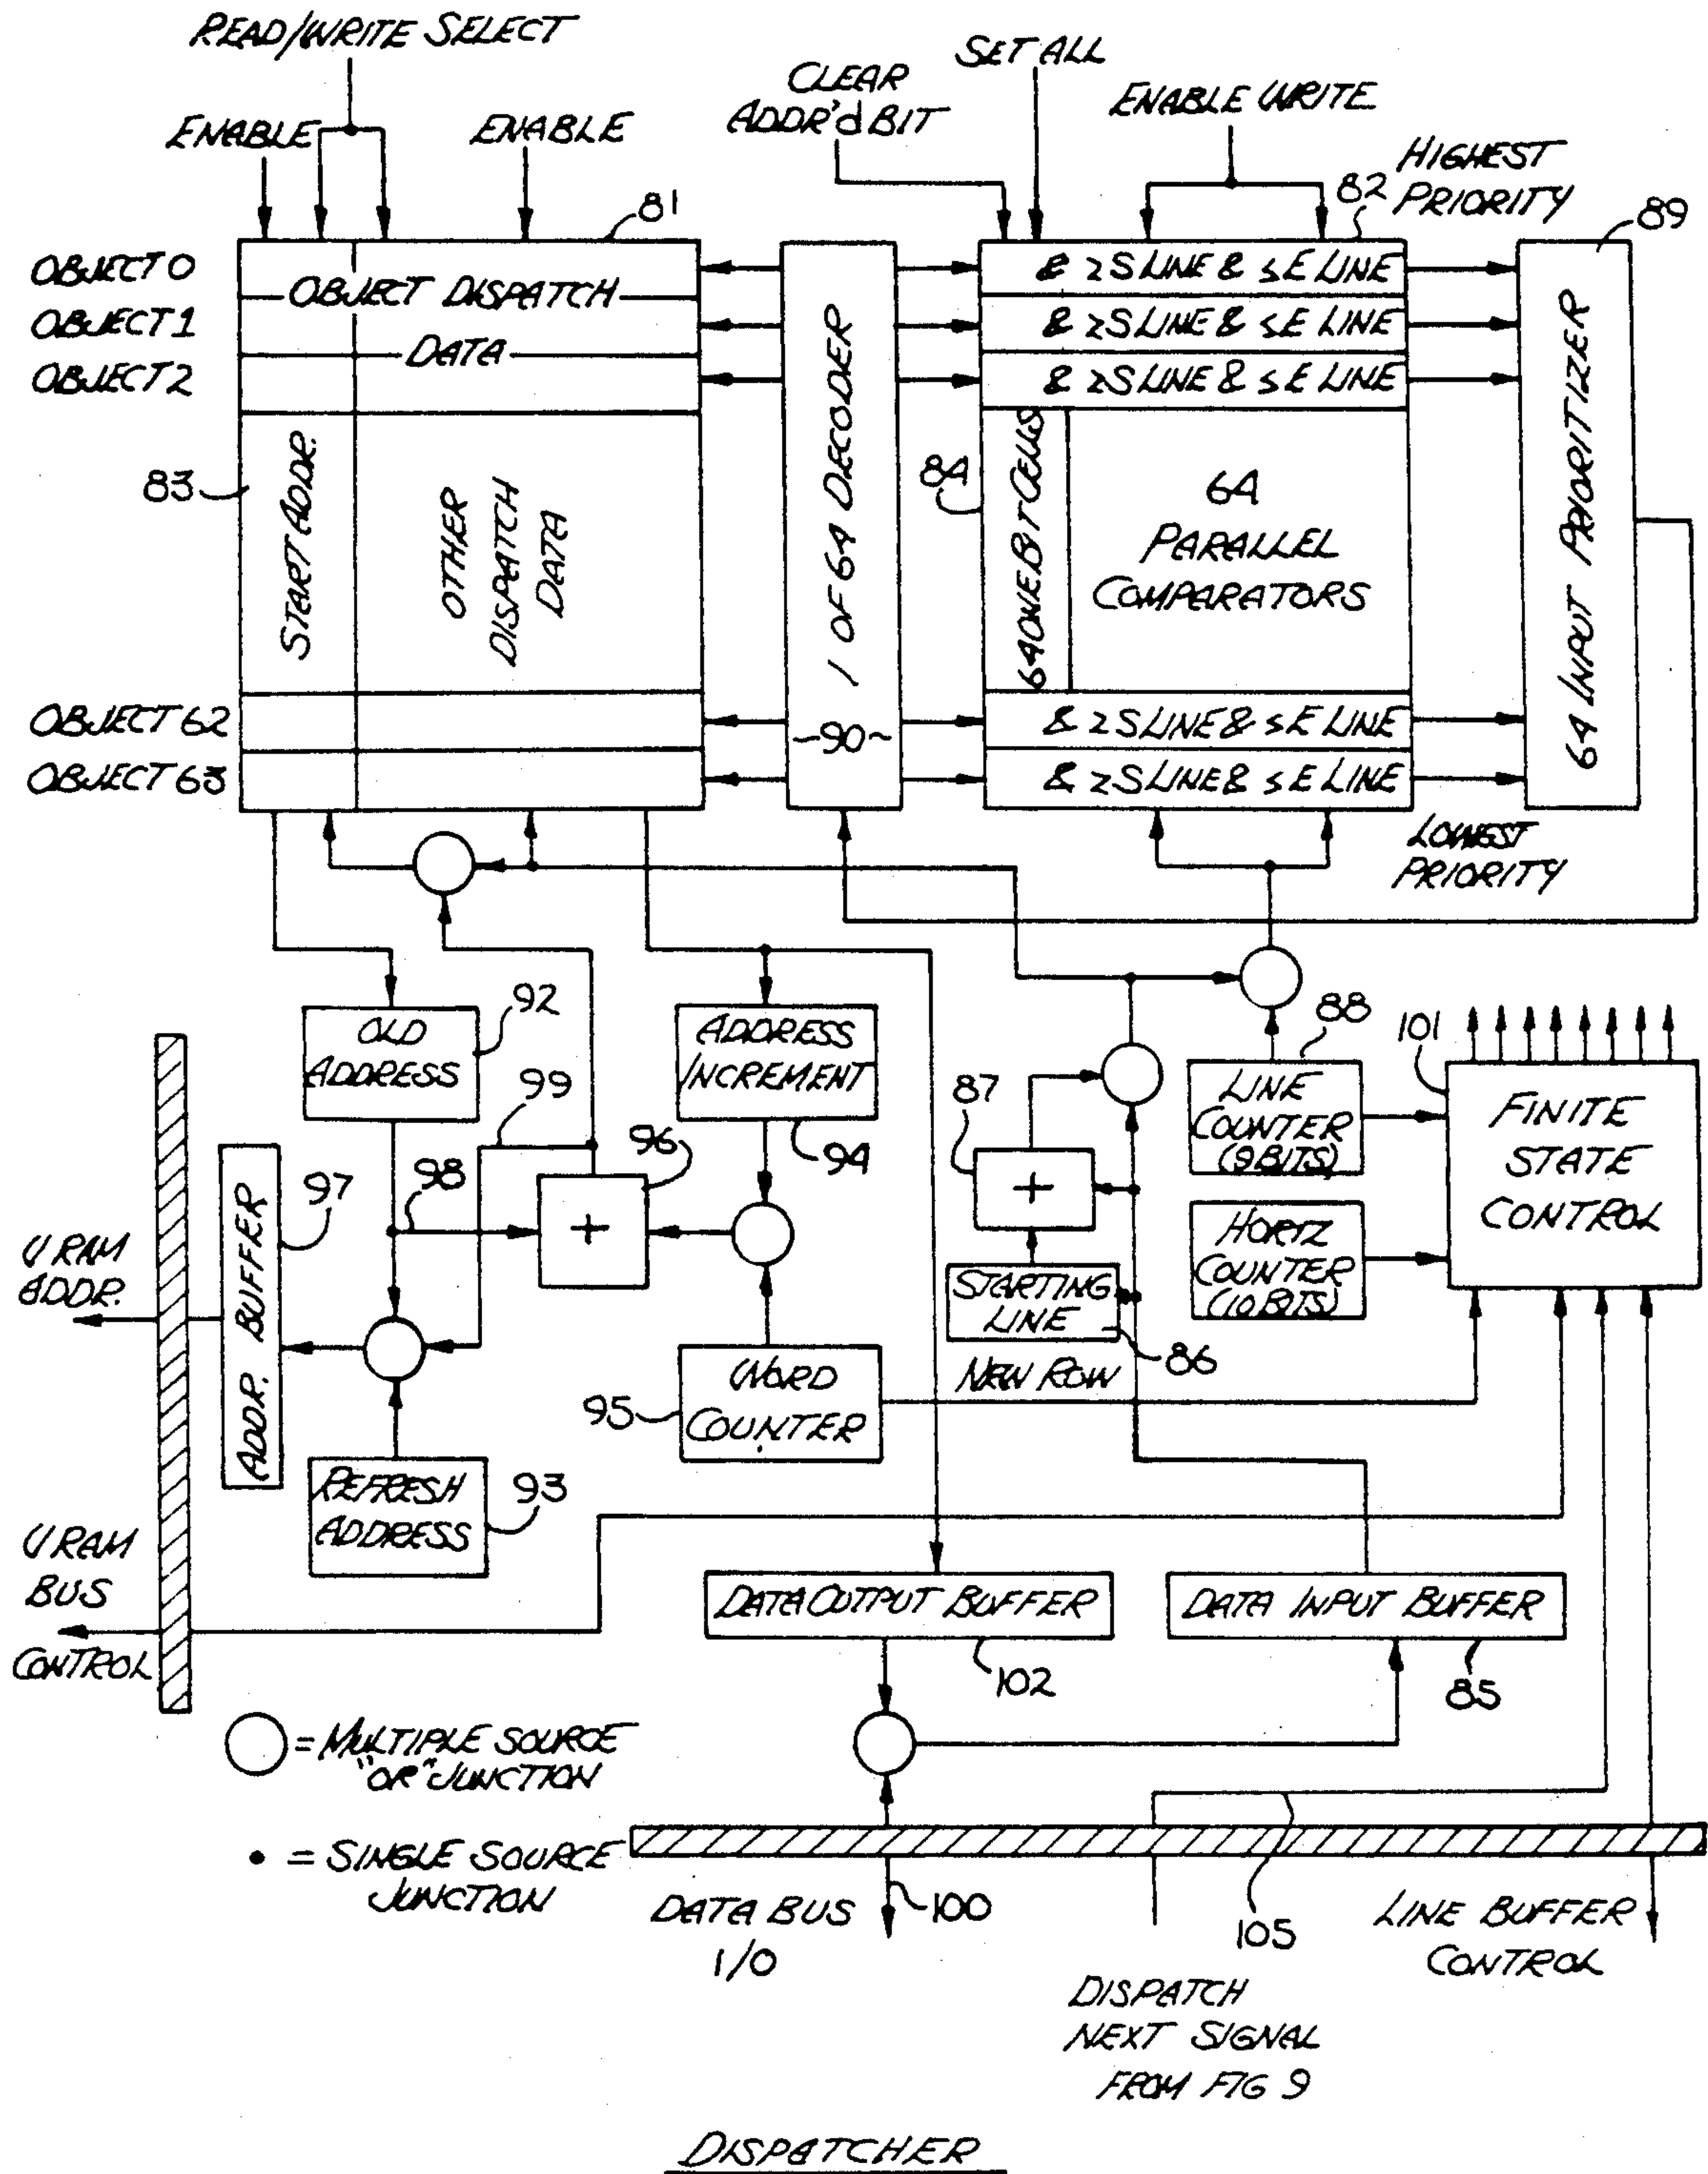 READ/WRITE SELECT
ENABLE
ENABLE
CLEAR
ADDR'd BIT
SET ALL
ENABLE WRITE
HIGHEST
PRIORITY
81
82
89
OBJECT 0
OBJECT 1
OBJECT 2
OBJECT DISPATCH
DATA
83
START ADDR.
OTHER
DISPATCH
DATA
1 OF 64 DECODER
~90~
& ≥ S LINE & ≤ E LINE
& ≥ S LINE & ≤ E LINE
& ≥ S LINE & ≤ E LINE
84
64 ONE BIT CELLS
64
PARALLEL
COMPARATORS
64 INPUT PRIORITIZER
OBJECT 62
OBJECT 63
& ≥ S LINE & ≤ E LINE
& ≥ S LINE & ≤ E LINE
LOWEST
PRIORITY
OLD
ADDRESS
92
ADDRESS
INCREMENT
94
99
96
98
+
87
+
88
LINE
COUNTER
(9 BITS)
101
FINITE
STATE
CONTROL
HORIZ
COUNTER
(10 BITS)
97
ADDR. BUFFER
VRAM
ADDR.
STARTING
LINE
86
NEW ROW
WORD
COUNTER
95
REFRESH
ADDRESS
93
VRAM
BUS
CONTROL
DATA OUTPUT BUFFER
102
DATA INPUT BUFFER
85
= MULTIPLE SOURCE
"OR" JUNCTION
= SINGLE SOURCE
JUNCTION
DATA BUS
I/O
100
105
DISPATCH
NEXT SIGNAL
FROM FIG 9
LINE BUFFER
CONTROL
DISPATCHER